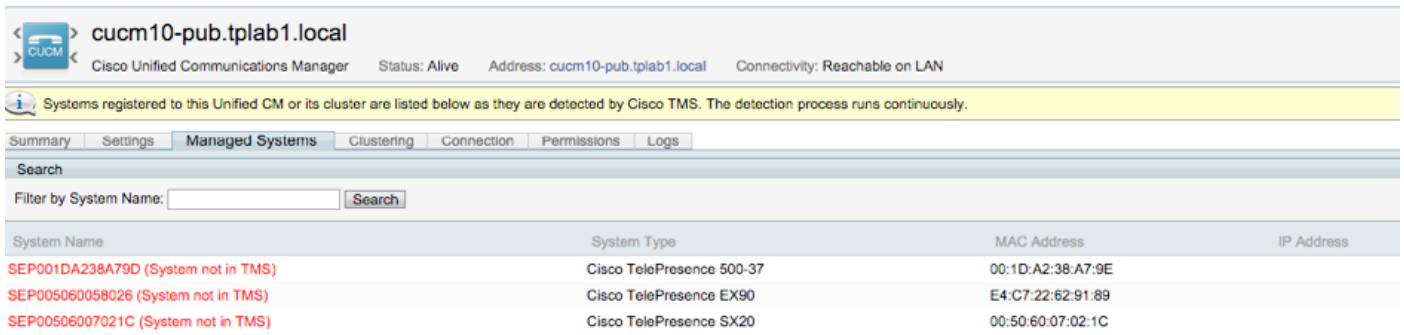 cucm10-pub.tplab1.local
CUCM
Cisco Unified Communications Manager Status: Alive Address: cucm10-pub.tplab1.local Connectivity: Reachable on LAN
i Systems registered to this Unified CM or its cluster are listed below as they are detected by Cisco TMS. The detection process runs continuously.
Summary Settings Managed Systems Clustering Connection Permissions Logs
Search
Filter by System Name: Search
System Name System Type MAC Address IP Address
SEP001DA238A79D (System not in TMS) Cisco TelePresence 500-37 00:1D:A2:38:A7:9E
SEP005060058026 (System not in TMS) Cisco TelePresence EX90 E4:C7:22:62:91:89
SEP00506007021C (System not in TMS) Cisco TelePresence SX20 00:50:60:07:02:1C